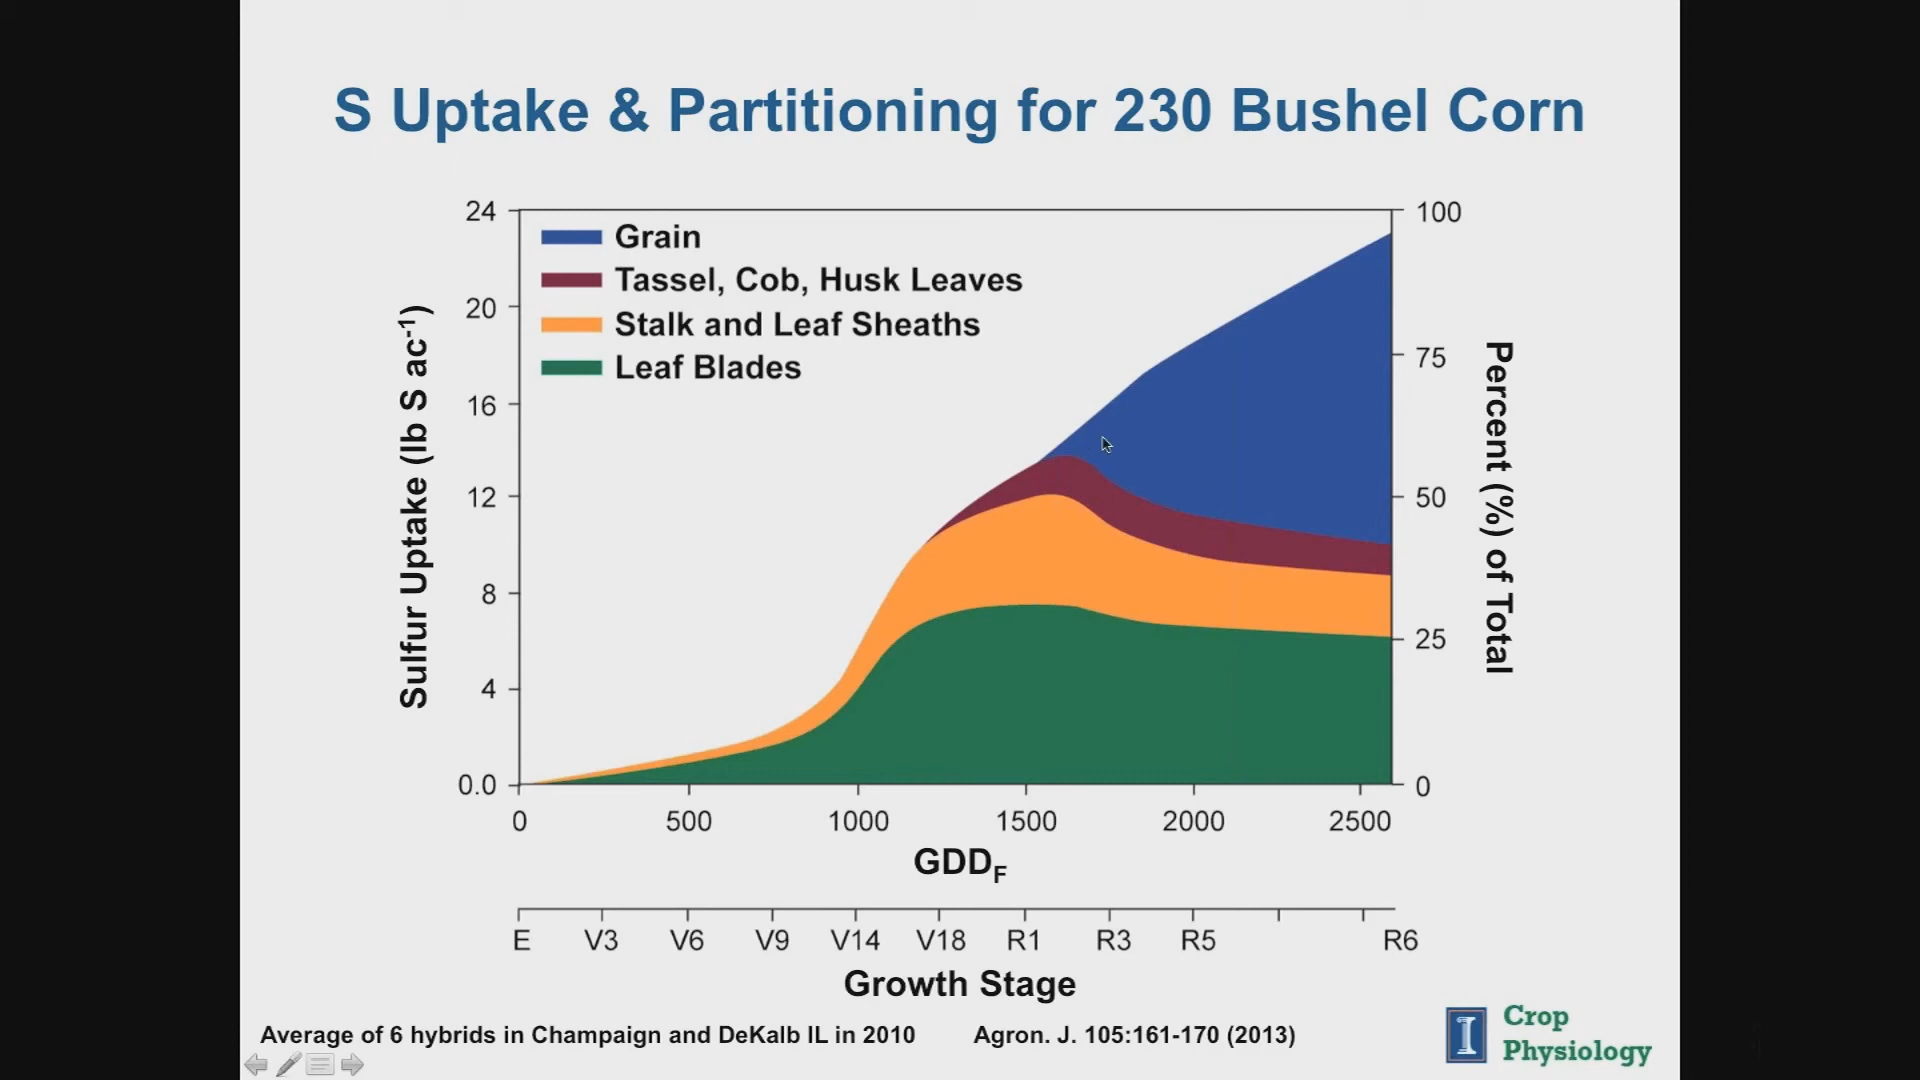 S Uptake & Partitioning for 230 Bushel Corn
Grain
Tassel, Cob, Husk Leaves
Stalk and Leaf Sheaths
Leaf Blades
24
20
16
12
8
4
0.0
Sulfur Uptake (lb S ac-1)
100
75
50
25
0
Percent (%) of Total
0 500 1000 1500 2000 2500
GDDF
E V3 V6 V9 V14 V18 R1 R3 R5 R6
Growth Stage
Average of 6 hybrids in Champaign and DeKalb IL in 2010 Agron. J. 105:161-170 (2013)
I
Crop
Physiology